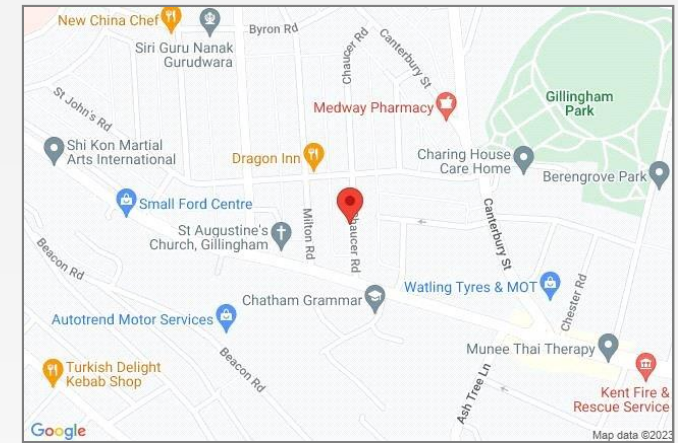 New China Chef
Siri Guru Nanak
Gurudwara
Byron Rd
Chaucer Rd
Canterbury St
St John's Rd
Medway Pharmacy
Gillingham
Park
Shi Kon Martial
Arts International
Dragon Inn
Charing House
Care Home
Berengrove Park
Small Ford Centre
St Augustine's
Church, Gillingham
Milton Rd
Chaucer Rd
Canterbury St
Beacon Rd
Chatham Grammar
Watling Tyres & MOT
Chester Rd
Autotrend Motor Services
Munee Thai Therapy
Turkish Delight
Kebab Shop
Beacon Rd
Ash Tree Ln
Kent Fire &
Rescue Service
Google
Map data ©2023